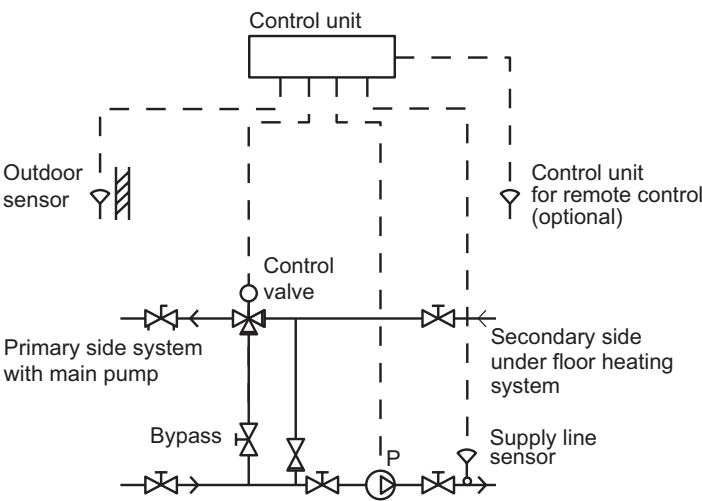 Control unit
Outdoor
sensor
Control unit
for remote control
(optional)
Control
valve
Primary side system
with main pump
Secondary side
under floor heating
system
Bypass
P
Supply line
sensor